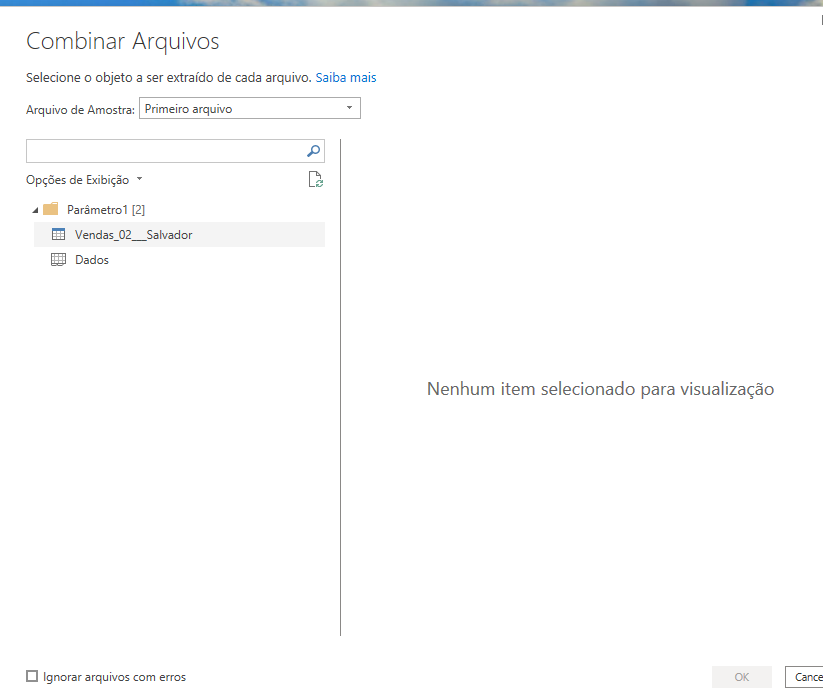 Combinar Arquivos
Selecione o objeto a ser extraído de cada arquivo. Saiba mais
Arquivo de Amostra: Primeiro arquivo
Opções de Exibição
Parâmetro1 [2]
Vendas_02___Salvador
Dados
Nenhum item selecionado para visualização
Ignorar arquivos com erros
OK
Cance